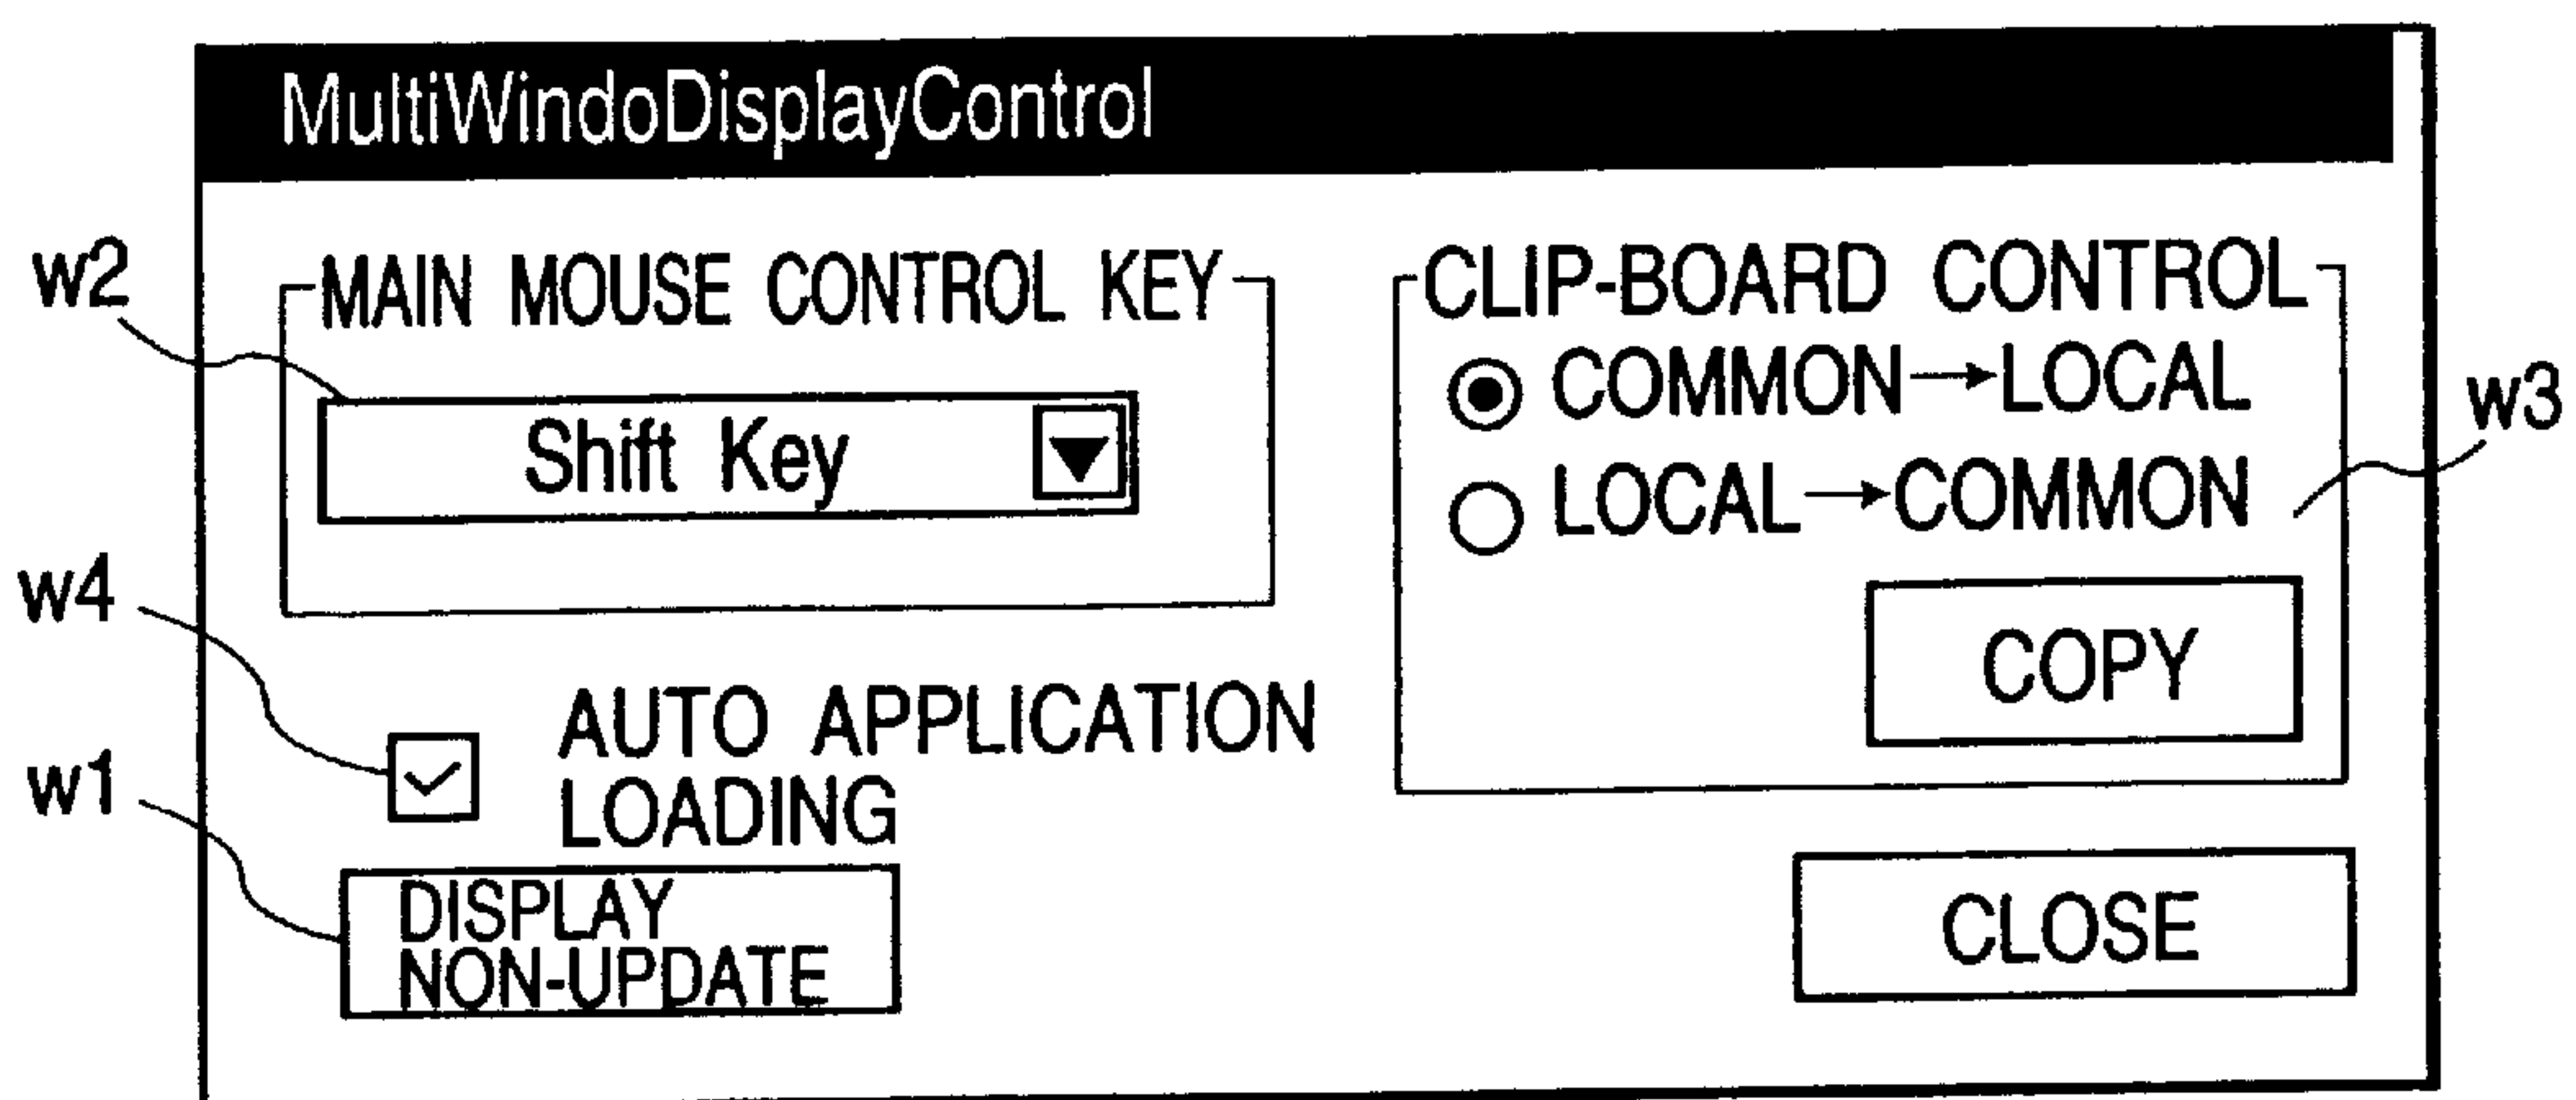 MultiWindoDisplayControl
w2
MAIN MOUSE CONTROL KEY
Shift Key
w4
AUTO APPLICATION
LOADING
w1
DISPLAY
NON-UPDATE
CLIP-BOARD CONTROL
COMMON→LOCAL
LOCAL→COMMON
w3
COPY
CLOSE